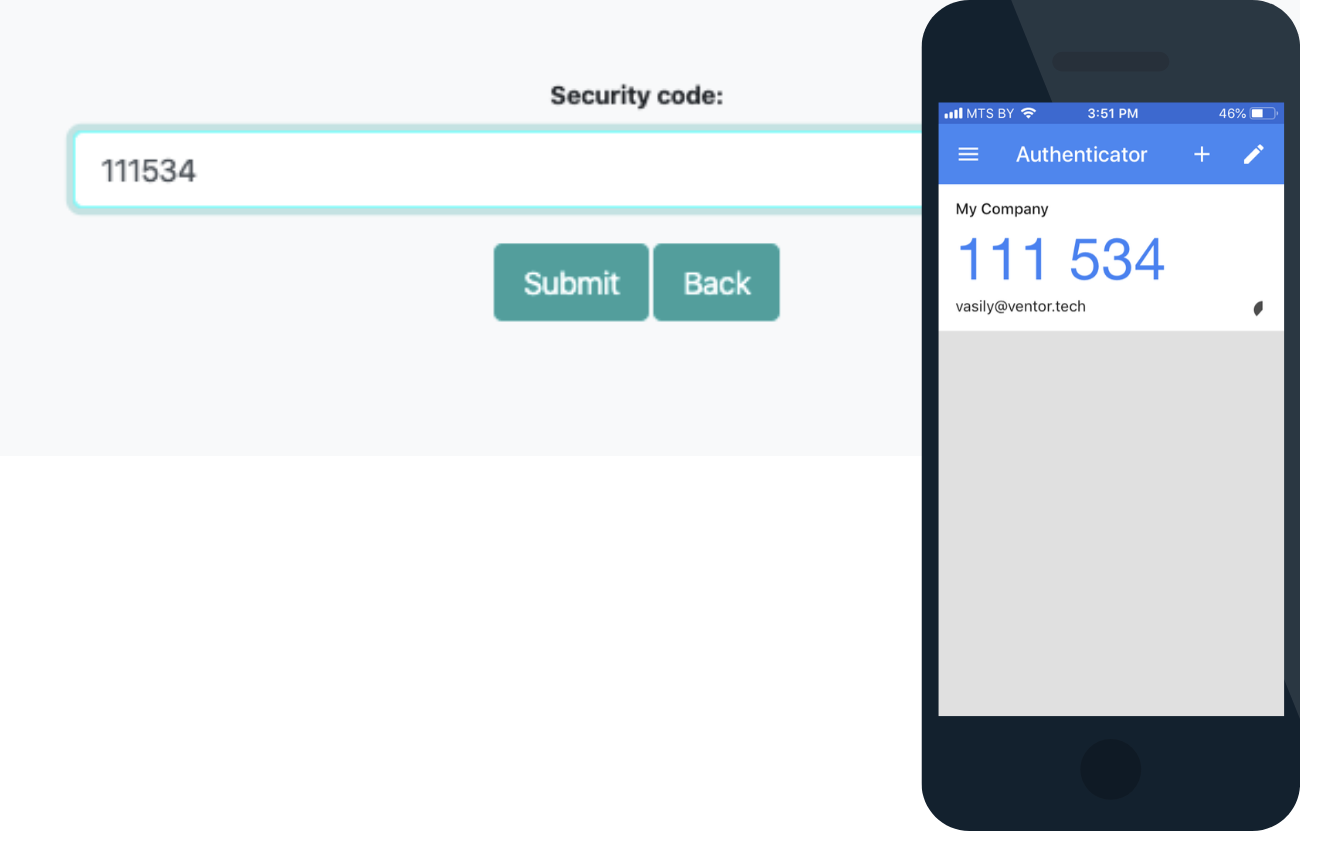 Security code:
111534
Submit
Back
MTS BY
3:51 PM
46%
Authenticator
My Company
111 534
vasily@ventor.tech